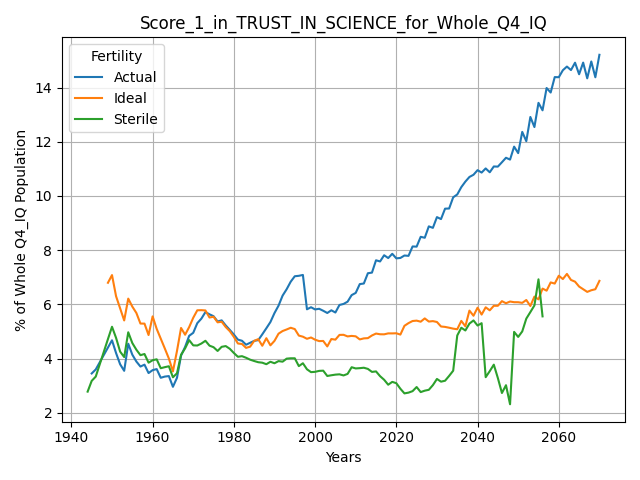 Score_1_in_TRUST_IN_SCIENCE_for_Whole_Q4_IQ
Fertility
Actual
Ideal
Sterile
% of Whole Q4_IQ Population
14
12
10
8
6
4
2
1940 1960 1980 2000 2020 2040 2060
Years